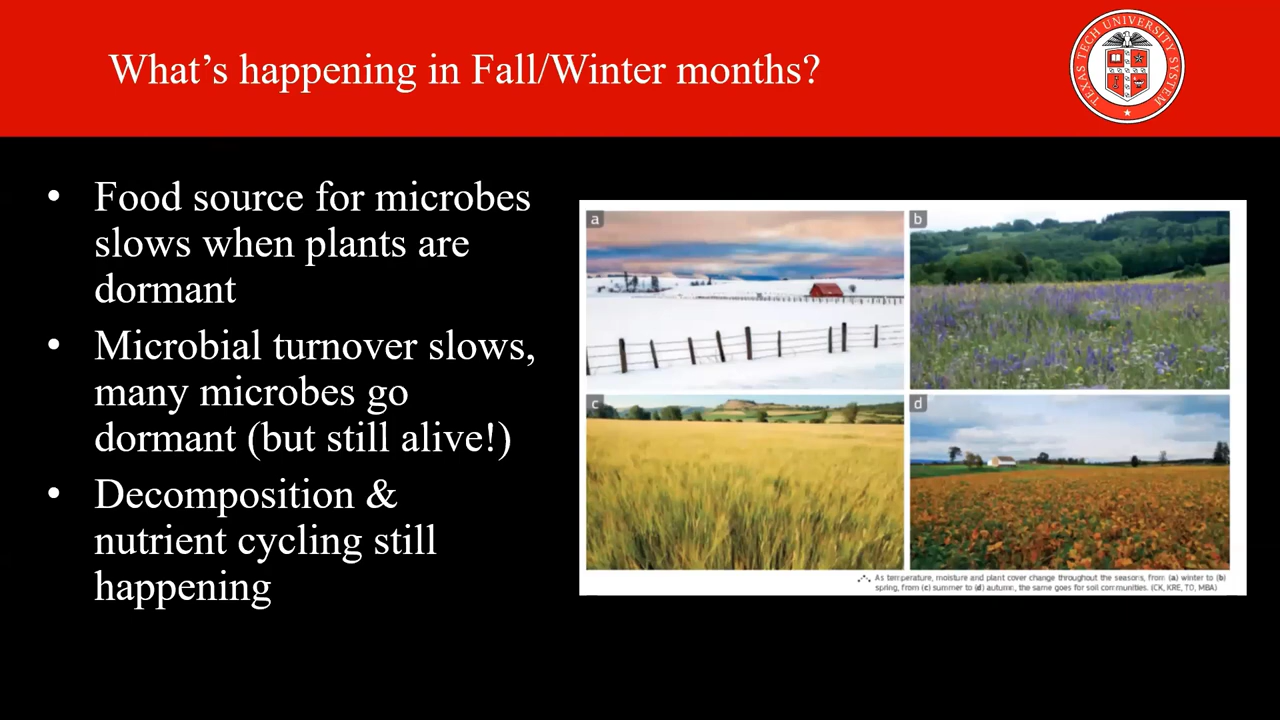 What's happening in Fall/Winter months?
TEXAS TECH UNIVERSITY SYSTEM
• Food source for microbes
slows when plants are
dormant
• Microbial turnover slows,
many microbes go
dormant (but still alive!)
• Decomposition &
nutrient cycling still
happening
a
b
c
d
As temperature, moisture and plant cover change throughout the seasons, from (a) winter to (b)
spring, from (c) summer to (d) autumn, the same goes for soil communities. (CK, KRE, TD, MBA)